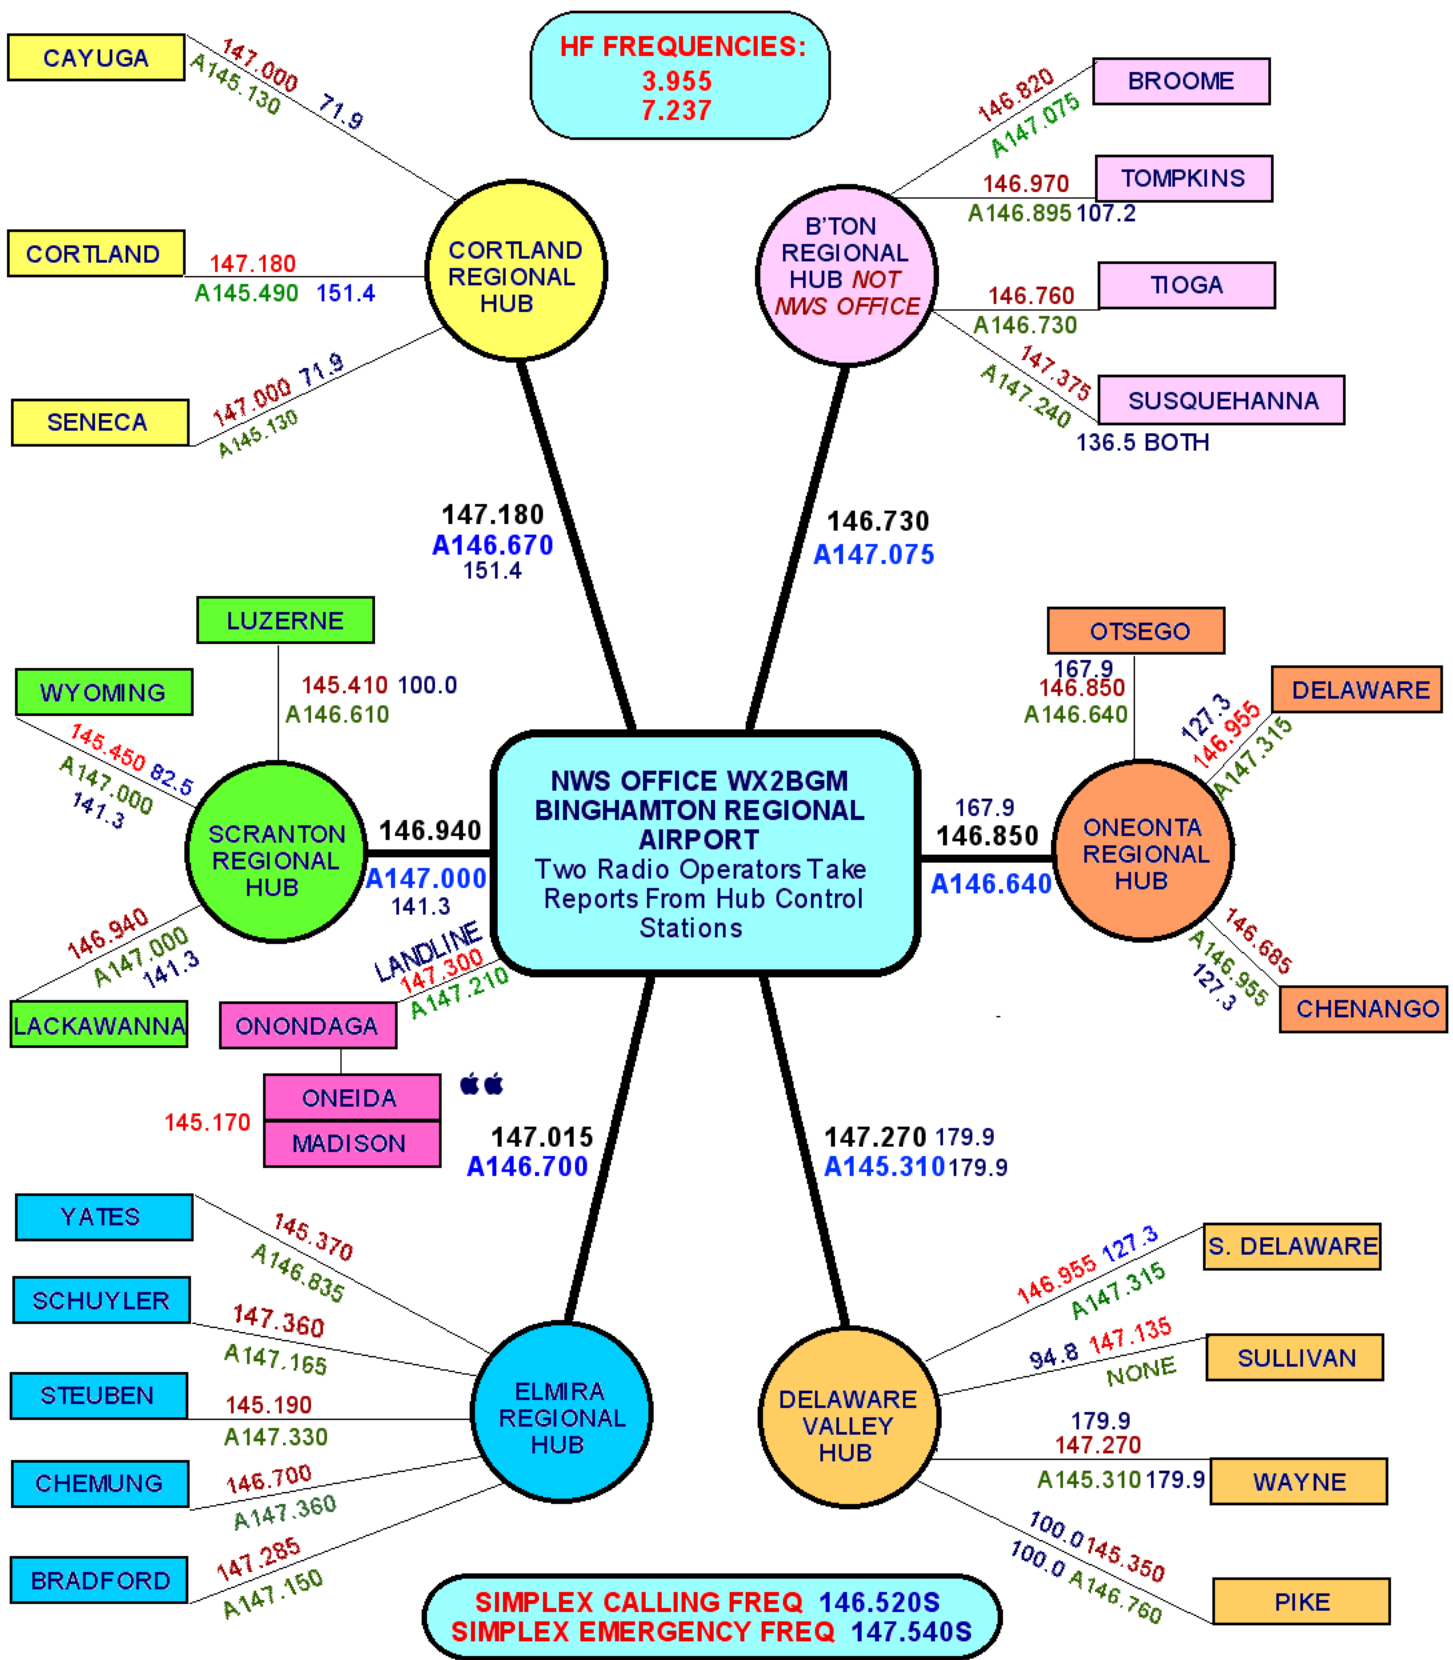 HF FREQUENCIES:
3.955
7.237
CAYUGA
147.000
A145.130
71.9
CORTLAND
147.180
A145.490 151.4
SENECA
147.000 71.9
A145.130
CORTLAND
REGIONAL
HUB
147.180
A146.670
151.4
BROOME
146.820
A147.075
TOMPKINS
146.970
A146.895 107.2
TIOGA
146.760
A146.730
SUSQUEHANNA
147.375
A147.240
136.5 BOTH
B'TON
REGIONAL
HUB NOT
NWS OFFICE
146.730
A147.075
LUZERNE
145.410 100.0
A146.610
WYOMING
145.450 82.5
A147.000
141.3
SCRANTON
REGIONAL
HUB
146.940
A147.000
141.3
LACKAWANNA
146.940
A147.000
141.3
NWS OFFICE WX2BGM
BINGHAMTON REGIONAL
AIRPORT
Two Radio Operators Take
Reports From Hub Control
Stations
OTSEGO
167.9
146.850
A146.640
DELAWARE
127.3
146.955
A147.315
167.9
146.850
A146.640
ONEONTA
REGIONAL
HUB
146.685
A146.955
127.3
CHENANGO
LANDLINE
147.300
A147.210
ONONDAGA
ONEIDA
MADISON
145.170
-
147.015
A146.700
147.270 179.9
A145.310 179.9
YATES
145.370
A146.835
SCHUYLER
147.360
A147.165
STEUBEN
145.190
A147.330
CHEMUNG
146.700
A147.360
BRADFORD
147.285
A147.150
ELMIRA
REGIONAL
HUB
DELAWARE
VALLEY
HUB
S. DELAWARE
146.955 127.3
A147.315
SULLIVAN
94.8 147.135
NONE
179.9
147.270
A145.310 179.9
WAYNE
100.0 145.350
100.0 A146.760
PIKE
SIMPLEX CALLING FREQ 146.520S
SIMPLEX EMERGENCY FREQ 147.540S